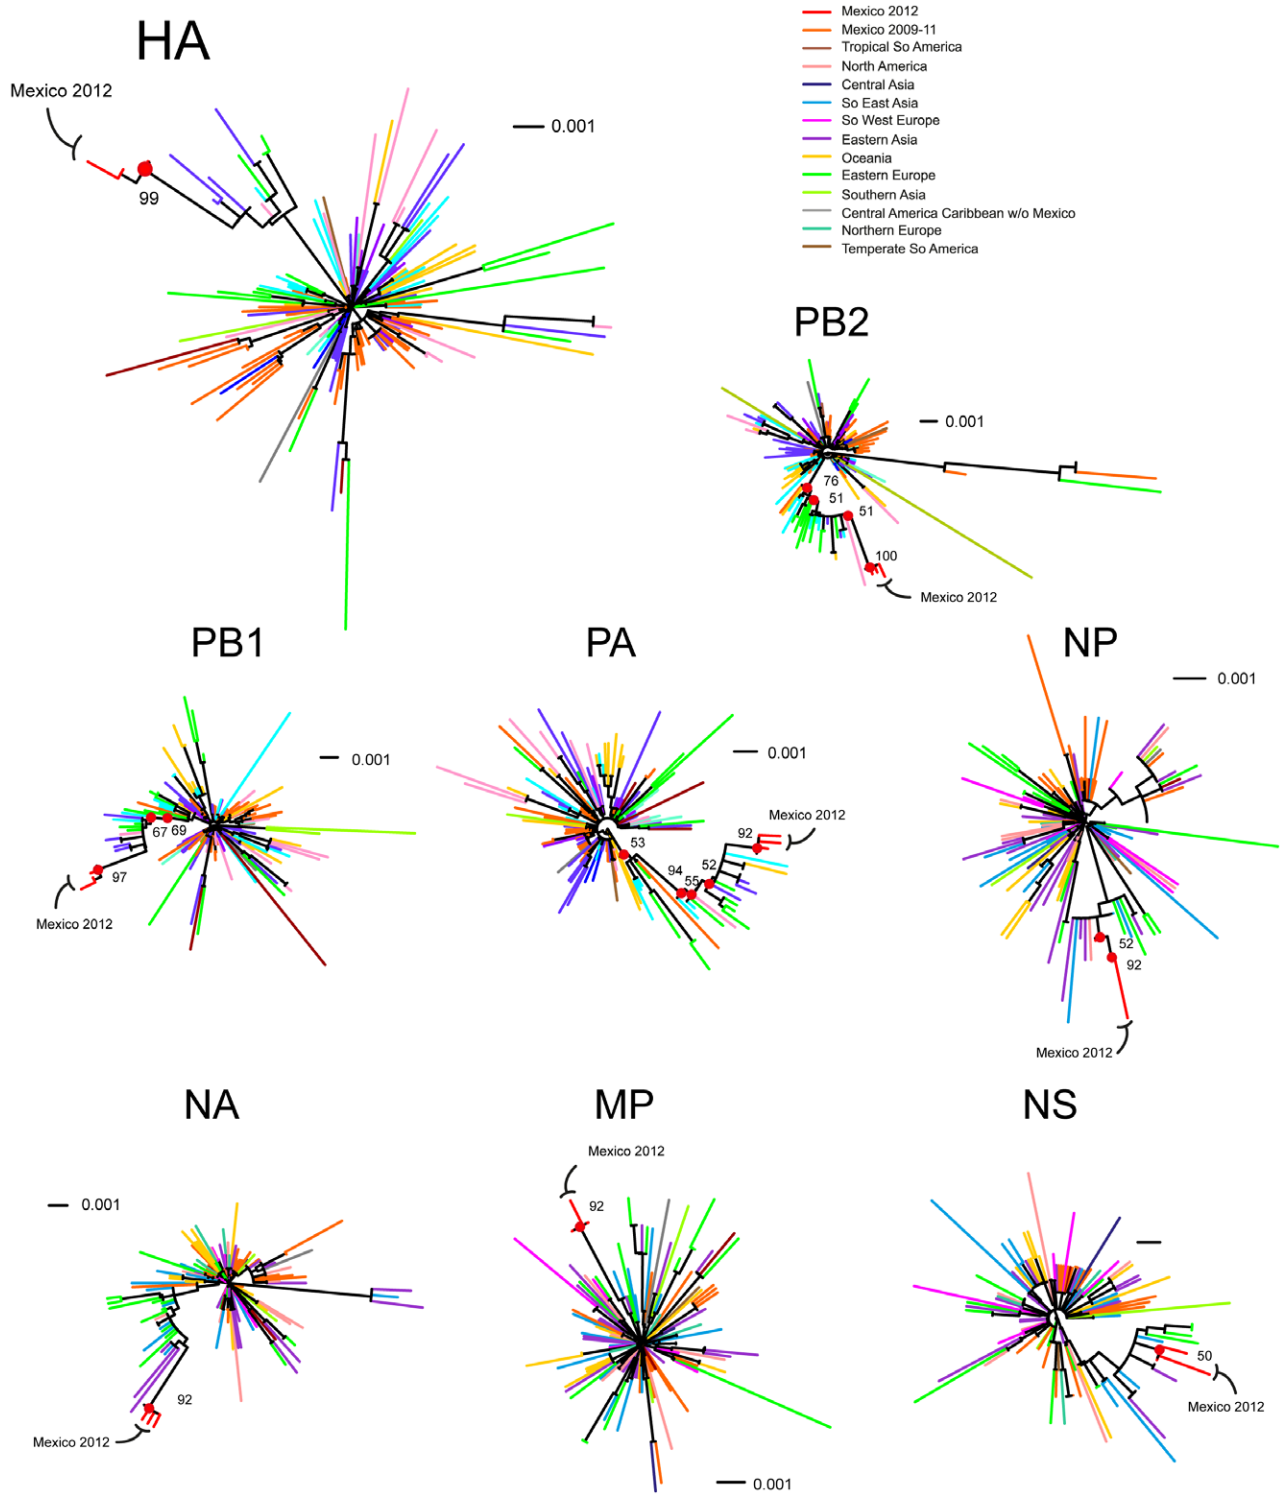 HA
Mexico 2012
99
0.001
Mexico 2012
Mexico 2009-11
Tropical So America
North America
Central Asia
So East Asia
So West Europe
Eastern Asia
Oceania
Eastern Europe
Southern Asia
Central America Caribbean w/o Mexico
Northern Europe
Temperate So America
PB2
0.001
76
51
51
100
Mexico 2012
PB1
0.001
67
69
97
Mexico 2012
PA
0.001
Mexico 2012
92
53
94
52
55
NP
0.001
52
92
Mexico 2012
NA
0.001
92
Mexico 2012
MP
Mexico 2012
92
0.001
NS
50
Mexico 2012